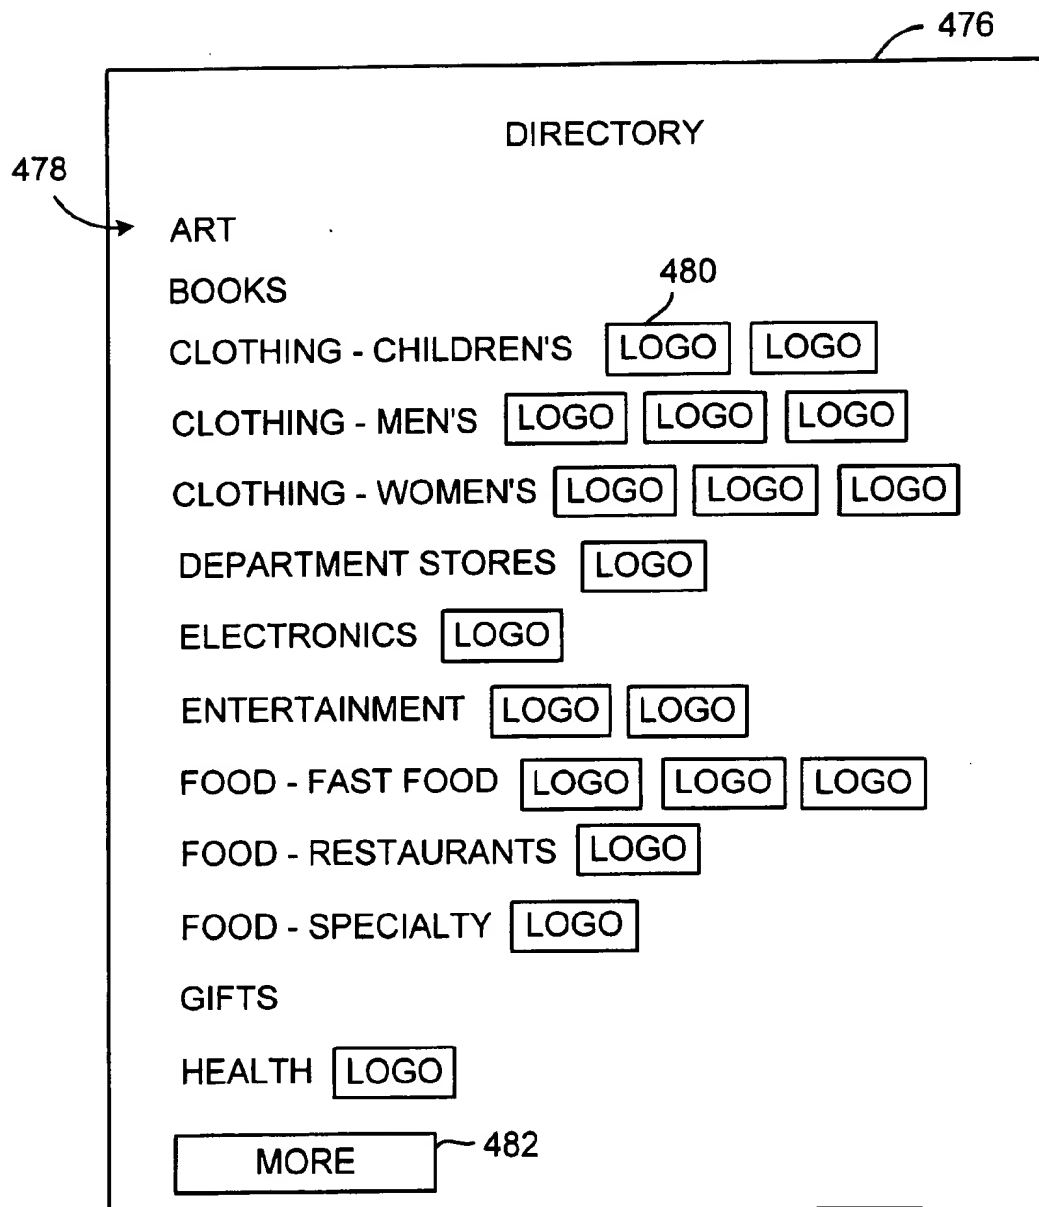 476
DIRECTORY
478
ART
BOOKS
480
CLOTHING - CHILDREN'S LOGO LOGO
CLOTHING - MEN'S LOGO LOGO LOGO
CLOTHING - WOMEN'S LOGO LOGO LOGO
DEPARTMENT STORES LOGO
ELECTRONICS LOGO
ENTERTAINMENT LOGO LOGO
FOOD - FAST FOOD LOGO LOGO LOGO
FOOD - RESTAURANTS LOGO
FOOD - SPECIALTY LOGO
GIFTS
HEALTH LOGO
MORE 482